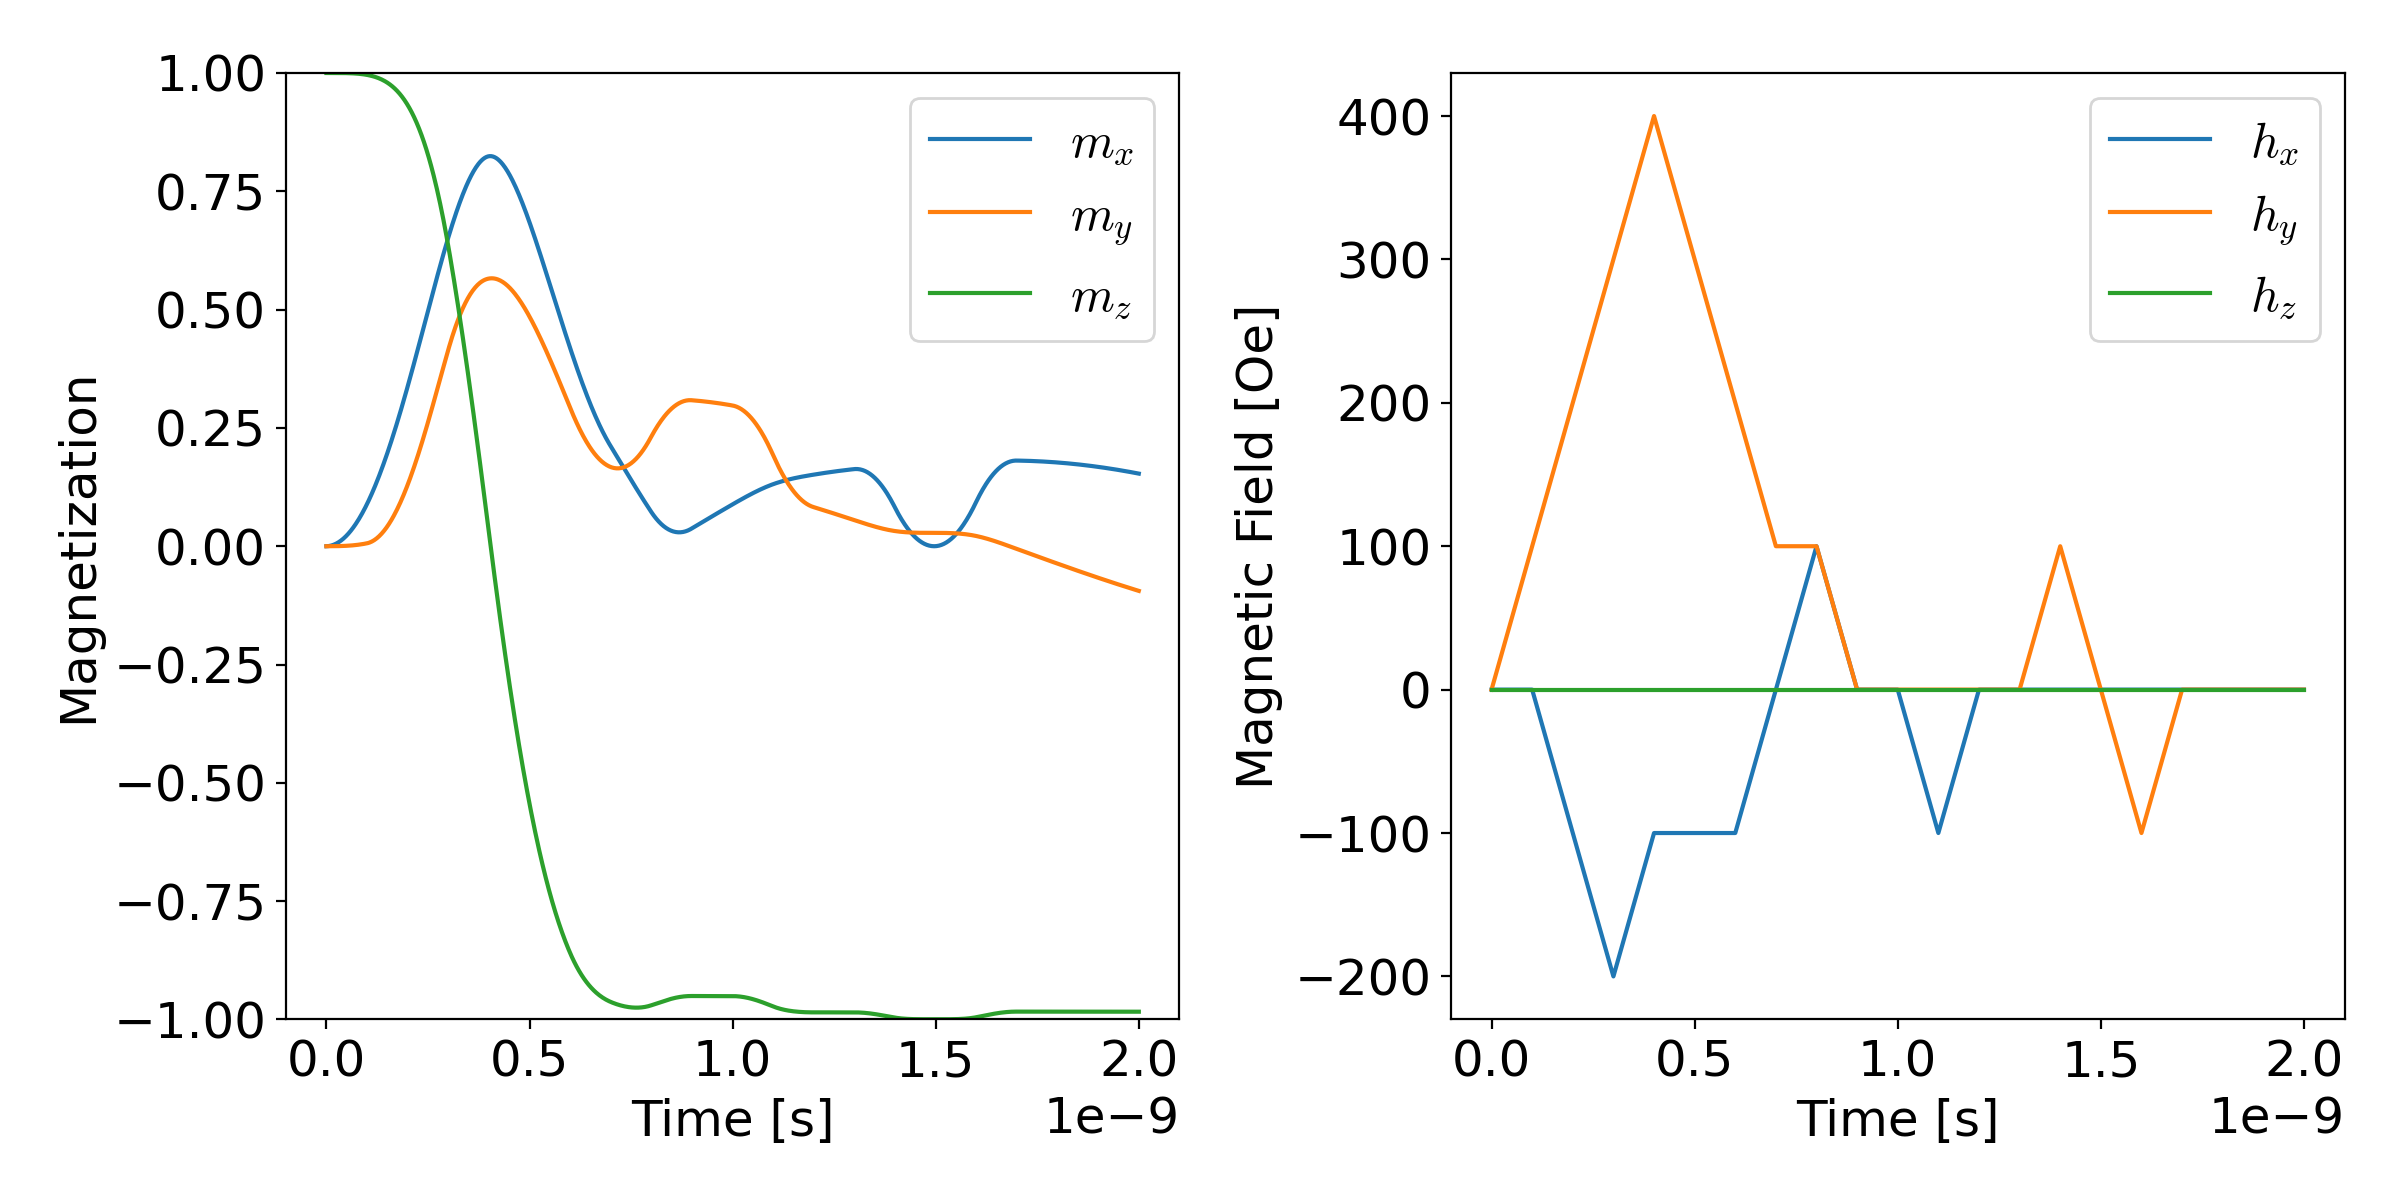 Magnetization
1.00
0.75
0.50
0.25
0.00
−0.25
−0.50
−0.75
−1.00
0.0 0.5 1.0 1.5 2.0
Time [s]
1e−9
m_x
m_y
m_z
Magnetic Field [Oe]
400
300
200
100
0
−100
−200
0.0 0.5 1.0 1.5 2.0
Time [s]
1e−9
h_x
h_y
h_z